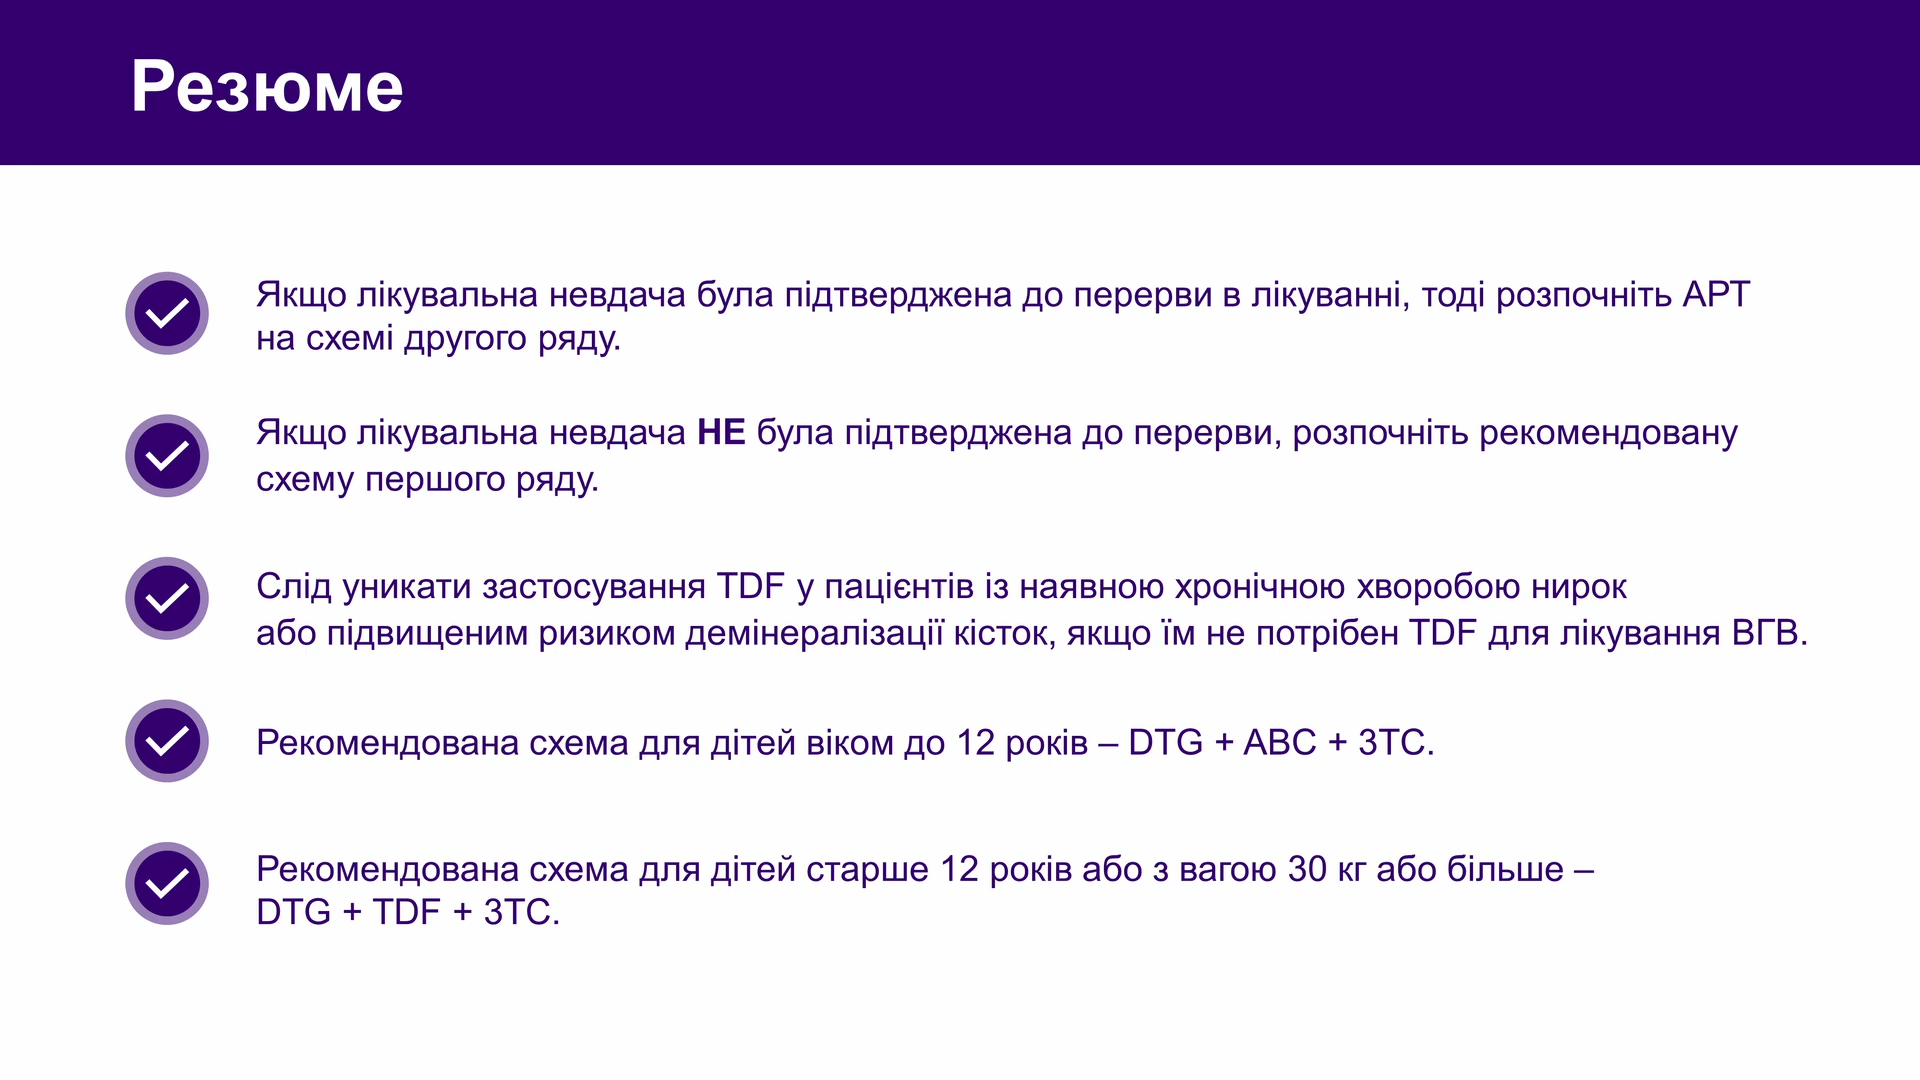 Резюме
Якщо лікувальна невдача була підтверджена до перерви в лікуванні, тоді розпочніть АРТ
на схемі другого ряду.
Якщо лікувальна невдача НЕ була підтверджена до перерви, розпочніть рекомендовану
схему першого ряду.
Слід уникати застосування TDF у пацієнтів із наявною хронічною хворобою нирок
або підвищеним ризиком демінералізації кісток, якщо їм не потрібен TDF для лікування ВГВ.
Рекомендована схема для дітей віком до 12 років – DTG + ABC + 3TC.
Рекомендована схема для дітей старше 12 років або з вагою 30 кг або більше –
DTG + TDF + 3TC.